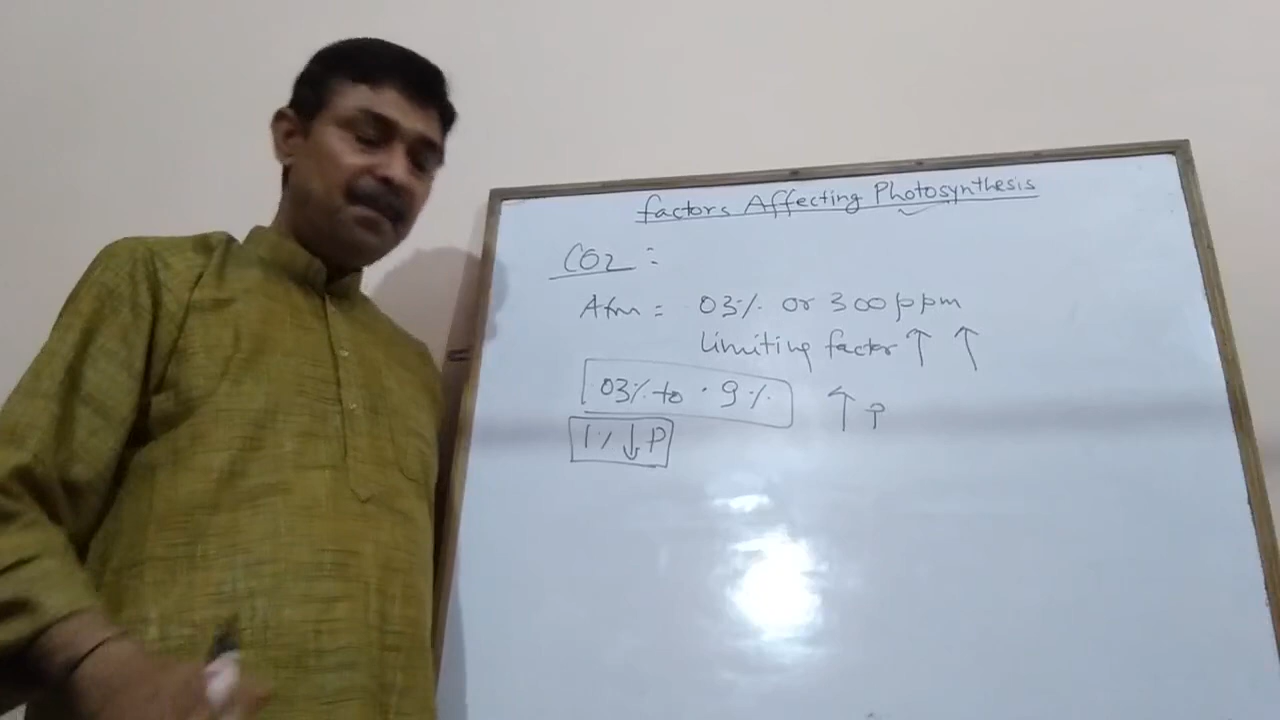 factors Affecting Photosynthesis
CO2 :
Atm = 03% or 300 ppm
Limiting factor ↑ ↑
03% to .9% ↑ P
1% ↓ P